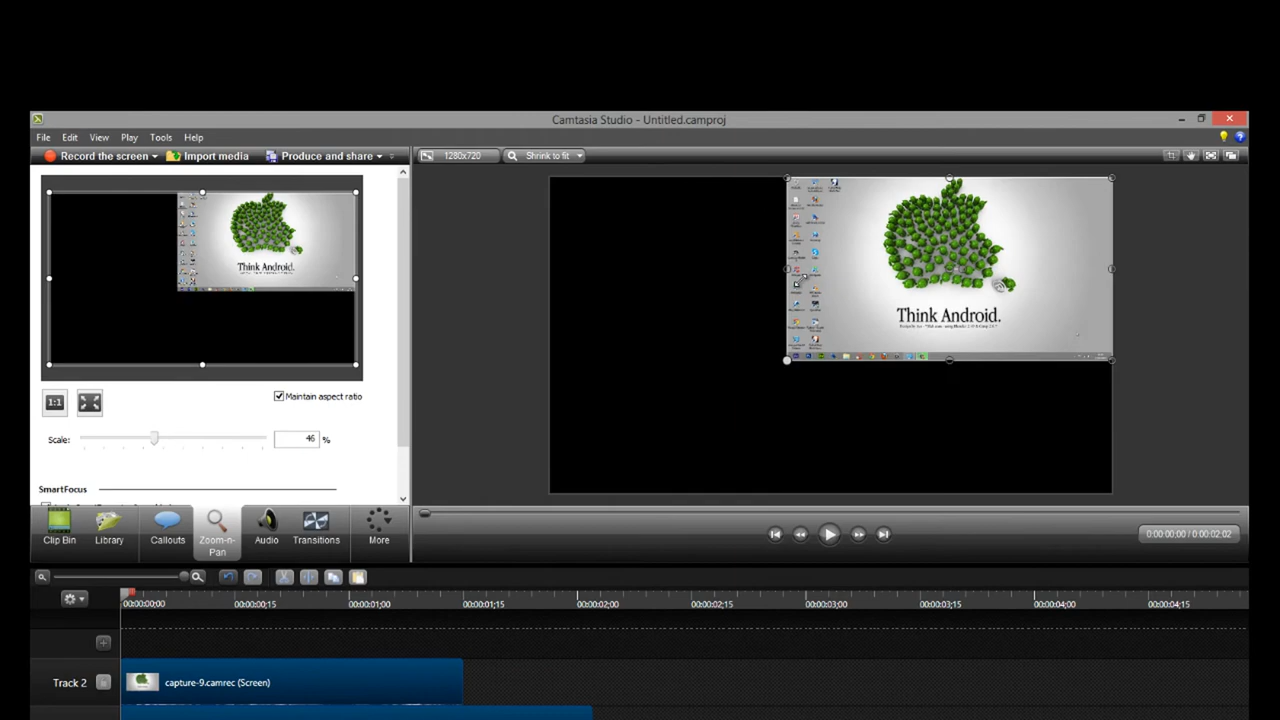 Camtasia Studio - Untitled.camproj
File Edit View Play Tools Help
Record the screen Import media Produce and share
1280x720 Shrink to fit
Think Android.
Think Android.
1:1
Maintain aspect ratio
Scale: 46 %
SmartFocus
Clip Bin Library Callouts Zoom-n-Pan Audio Transitions More
0:00:00;00 / 0:00:02;02
00:00:00;00 00:00:00;15 00:00:01;00 00:00:01;15 00:00:02;00 00:00:02;15 00:00:03;00 00:00:03;15 00:00:04;00 00:00:04;15
Track 2 capture-9.camrec (Screen)